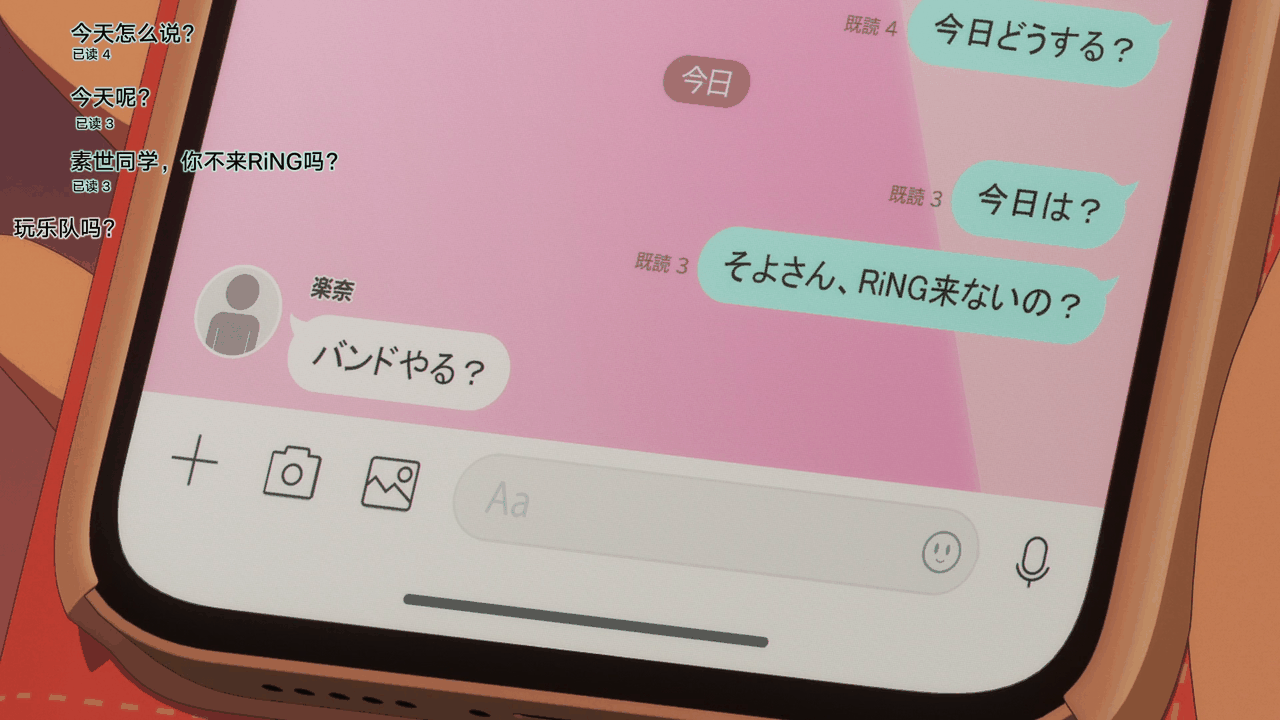 今天怎么说?
已读 4
今天呢?
已读 3
素世同学，你不来RiNG吗?
已读 3
玩乐队吗?
既読 4
今日どうする？
今日
既読 3
今日は？
既読 3
そよさん、RiNG来ないの？
楽奈
バンドやる？
Aa